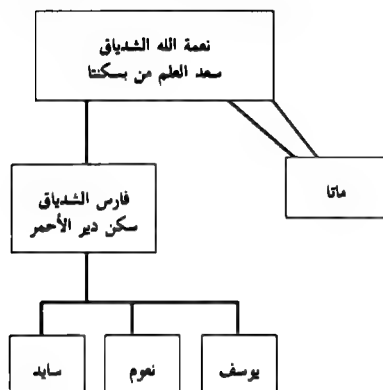 نعمة الله الشدياق
سعد العلم من بسكنتا
ماتا
فارس الشدياق
سكن دير الأحمر
يوسف
نعوم
سايد